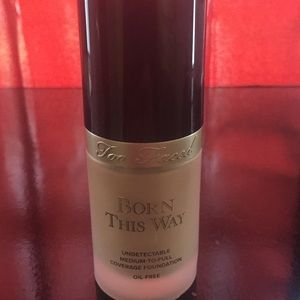 Too Faced
BORN
THIS WAY
UNDETECTABLE
MEDIUM-TO-FULL
COVERAGE FOUNDATION
OIL-FREE